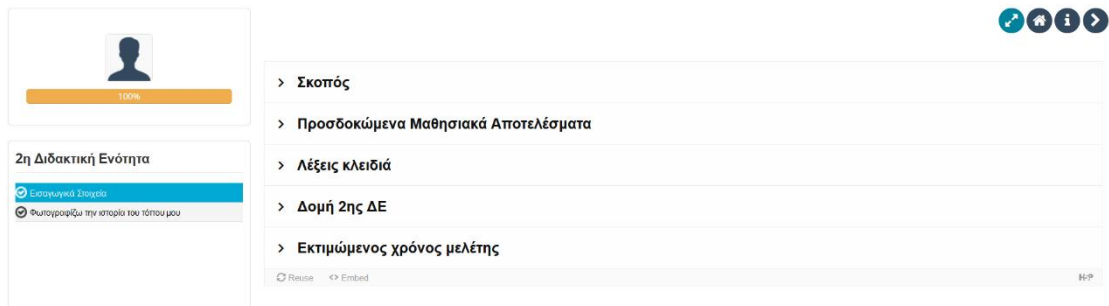 100%
2η Διδακτική Ενότητα
Εισαγωγικά Στοιχεία
Φωτογραφίζω την ιστορία του τόπου μου
Σκοπός
Προσδοκώμενα Μαθησιακά Αποτελέσματα
Λέξεις κλειδιά
Δομή 2ης ΔΕ
Εκτιμώμενος χρόνος μελέτης
Reuse <> Embed
H5P